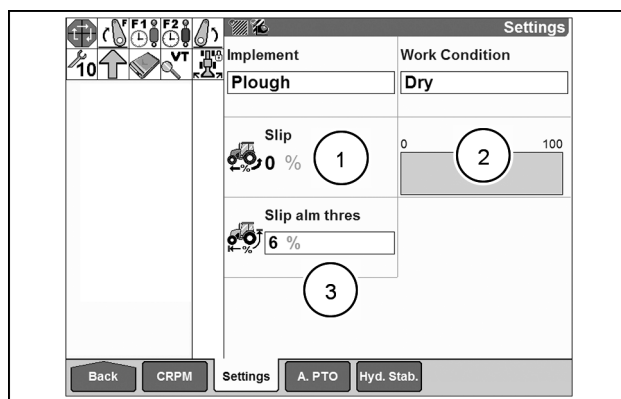 F F1 F2
10 VT
Settings
Implement
Work Condition
Plough
Dry
Slip
0 %
1
0 100
2
Slip alm thres
6 %
3
Back
CRPM
Settings
A. PTO
Hyd. Stab.